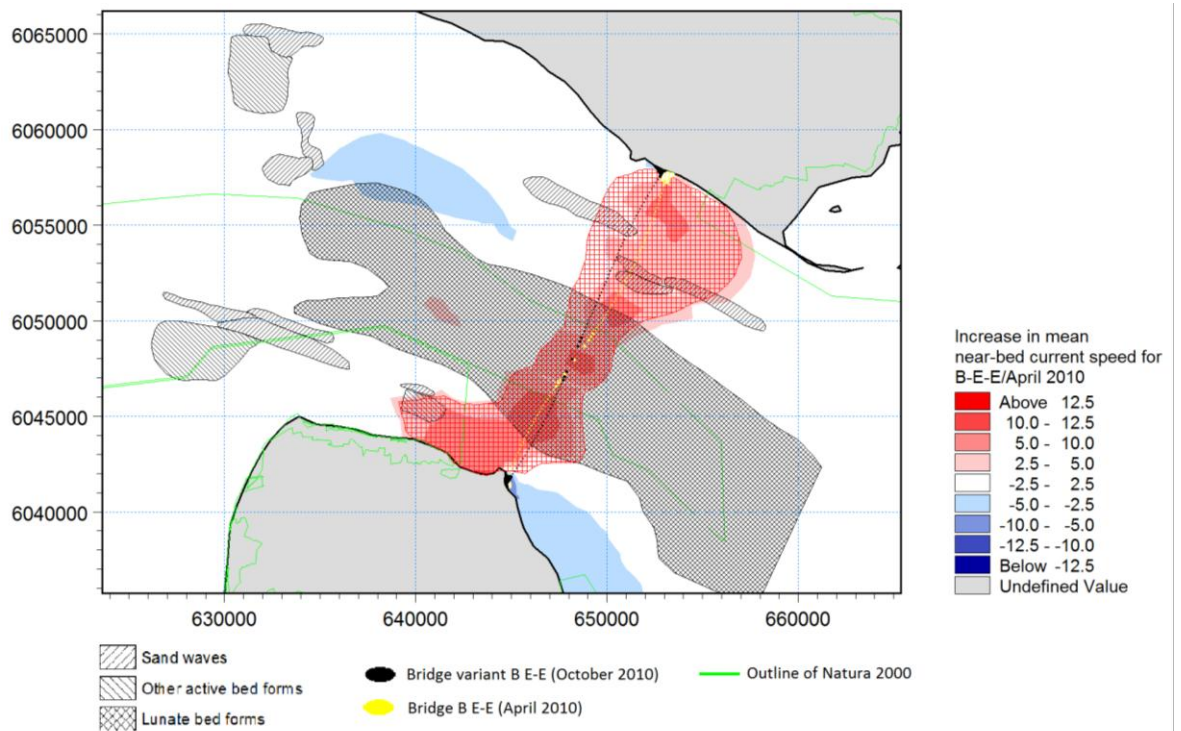 6065000
6060000
6055000
6050000
6045000
6040000
630000 640000 650000 660000
Increase in mean
near-bed current speed for
B-E-E/April 2010
Above 12.5
10.0 - 12.5
5.0 - 10.0
2.5 - 5.0
-2.5 - 2.5
-5.0 - -2.5
-10.0 - -5.0
-12.5 - -10.0
Below -12.5
Undefined Value
Sand waves
Other active bed forms
Lunate bed forms
Bridge variant B E-E (October 2010)
Bridge B E-E (April 2010)
Outline of Natura 2000